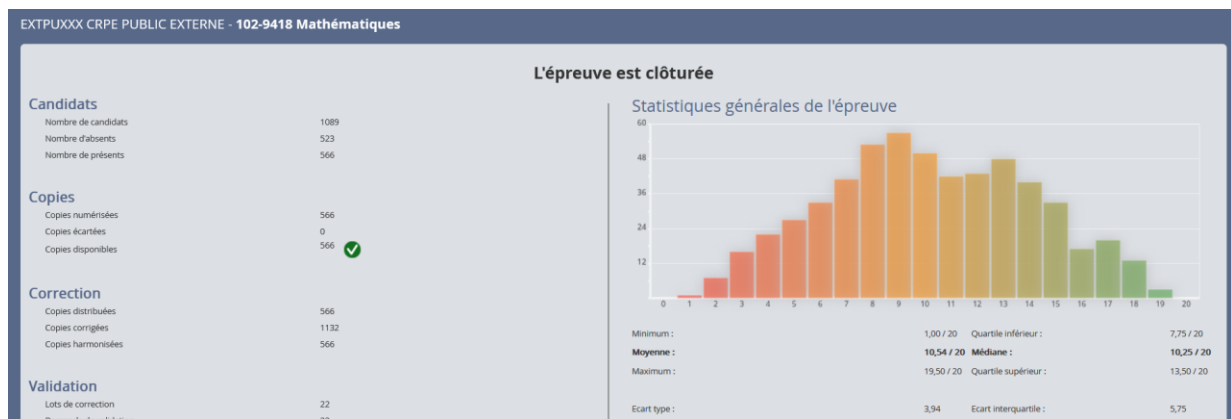 EXTPUXXX CRPE PUBLIC EXTERNE - 102-9418 Mathématiques
L'épreuve est clôturée
Candidats
Nombre de candidats 1089
Nombre d'absents 523
Nombre de présents 566
Copies
Copies numérisées 566
Copies écartées 0
Copies disponibles 566
Correction
Copies distribuées 566
Copies corrigées 1132
Copies harmonisées 566
Validation
Lots de correction 22
Statistiques générales de l'épreuve
60
48
36
24
12
0 1 2 3 4 5 6 7 8 9 10 11 12 13 14 15 16 17 18 19 20
Minimum : 1,00 / 20 Quartile inférieur : 7,75 / 20
Moyenne : 10,54 / 20 Médiane : 10,25 / 20
Maximum : 19,50 / 20 Quartile supérieur : 13,50 / 20
Ecart type : 3,94 Ecart interquartile : 5,75